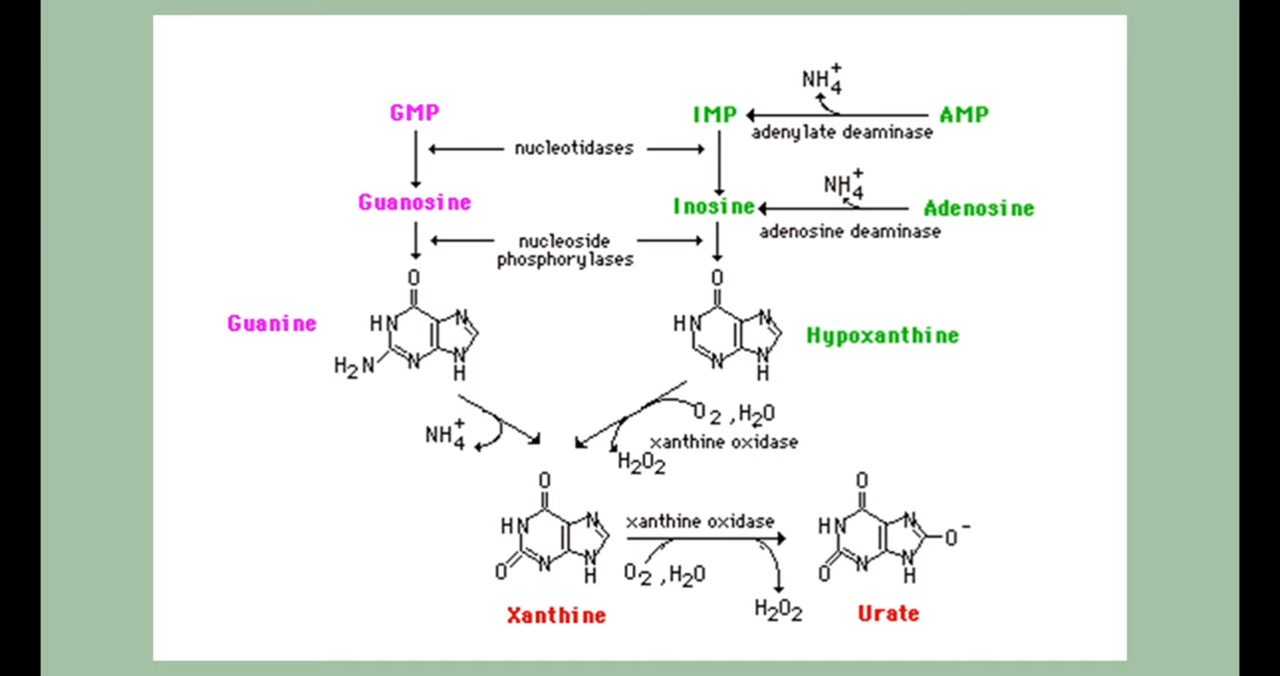 NH4+
GMP
IMP
AMP
adenylate deaminase
nucleotidases
NH4+
Guanosine
Inosine
Adenosine
adenosine deaminase
nucleoside
phosphorylases
O
O
Guanine
HN
N
HN
N
Hypoxanthine
H2N
N
N
H
N
N
H
O2 ,H2O
NH4+
xanthine oxidase
H2O2
O
O
HN
N
xanthine oxidase
HN
N
O-
O
N
N
H
O2 ,H2O
O
N
N
H
H2O2
Xanthine
Urate